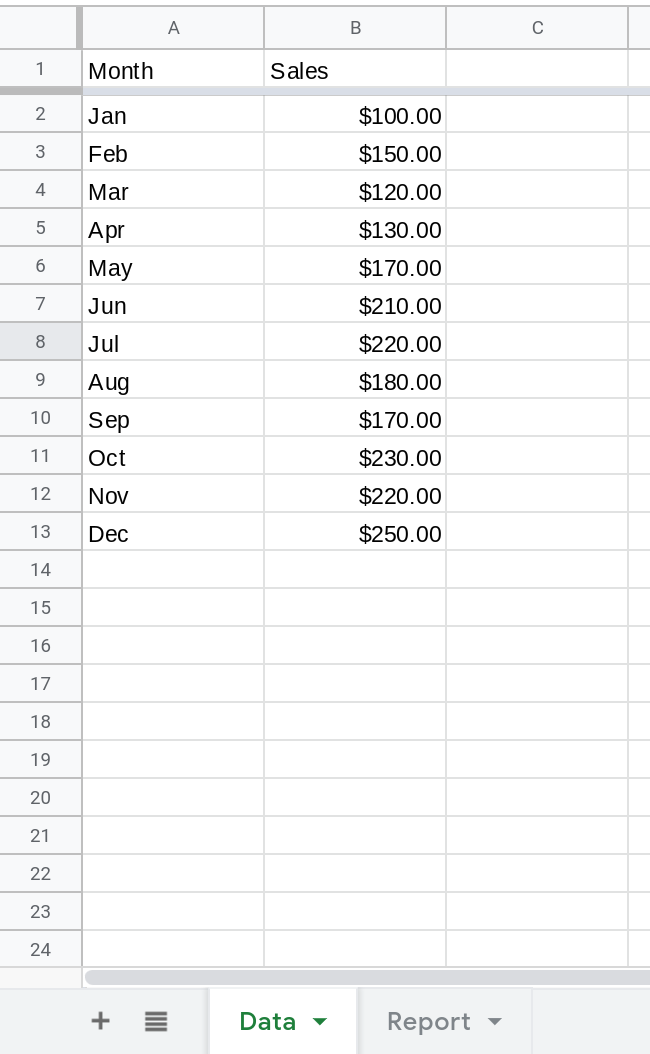 A B C
1 Month Sales
2 Jan $100.00
3 Feb $150.00
4 Mar $120.00
5 Apr $130.00
6 May $170.00
7 Jun $210.00
8 Jul $220.00
9 Aug $180.00
10 Sep $170.00
11 Oct $230.00
12 Nov $220.00
13 Dec $250.00
14
15
16
17
18
19
20
21
22
23
24
+ Data Report